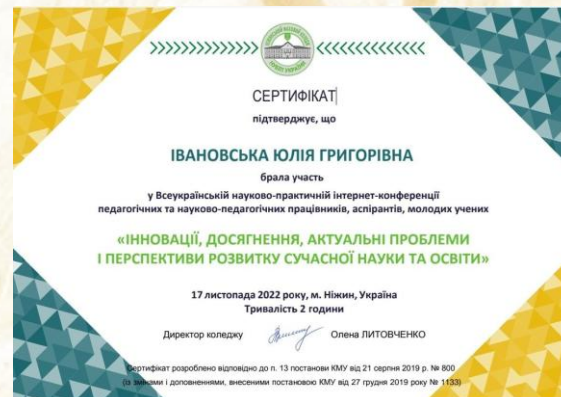 СЕРТИФІКАТ
підтверджує, що
ІВАНОВСЬКА ЮЛІЯ ГРИГОРІВНА
брала участь
у Всеукраїнській науково-практичній інтернет-конференції
педагогічних та науково-педагогічних працівників, аспірантів, молодих учених
«ІННОВАЦІЇ, ДОСЯГНЕННЯ, АКТУАЛЬНІ ПРОБЛЕМИ
І ПЕРСПЕКТИВИ РОЗВИТКУ СУЧАСНОЇ НАУКИ ТА ОСВІТИ»
17 листопада 2022 року, м. Ніжин, Україна
Тривалість 2 години
Директор коледжу Олена ЛИТОВЧЕНКО
Сертифікат розроблено відповідно до п. 13 постанови КМУ від 21 серпня 2019 р. № 800
(із змінами і доповненнями, внесеними постановою КМУ від 27 грудня 2019 року № 1133)